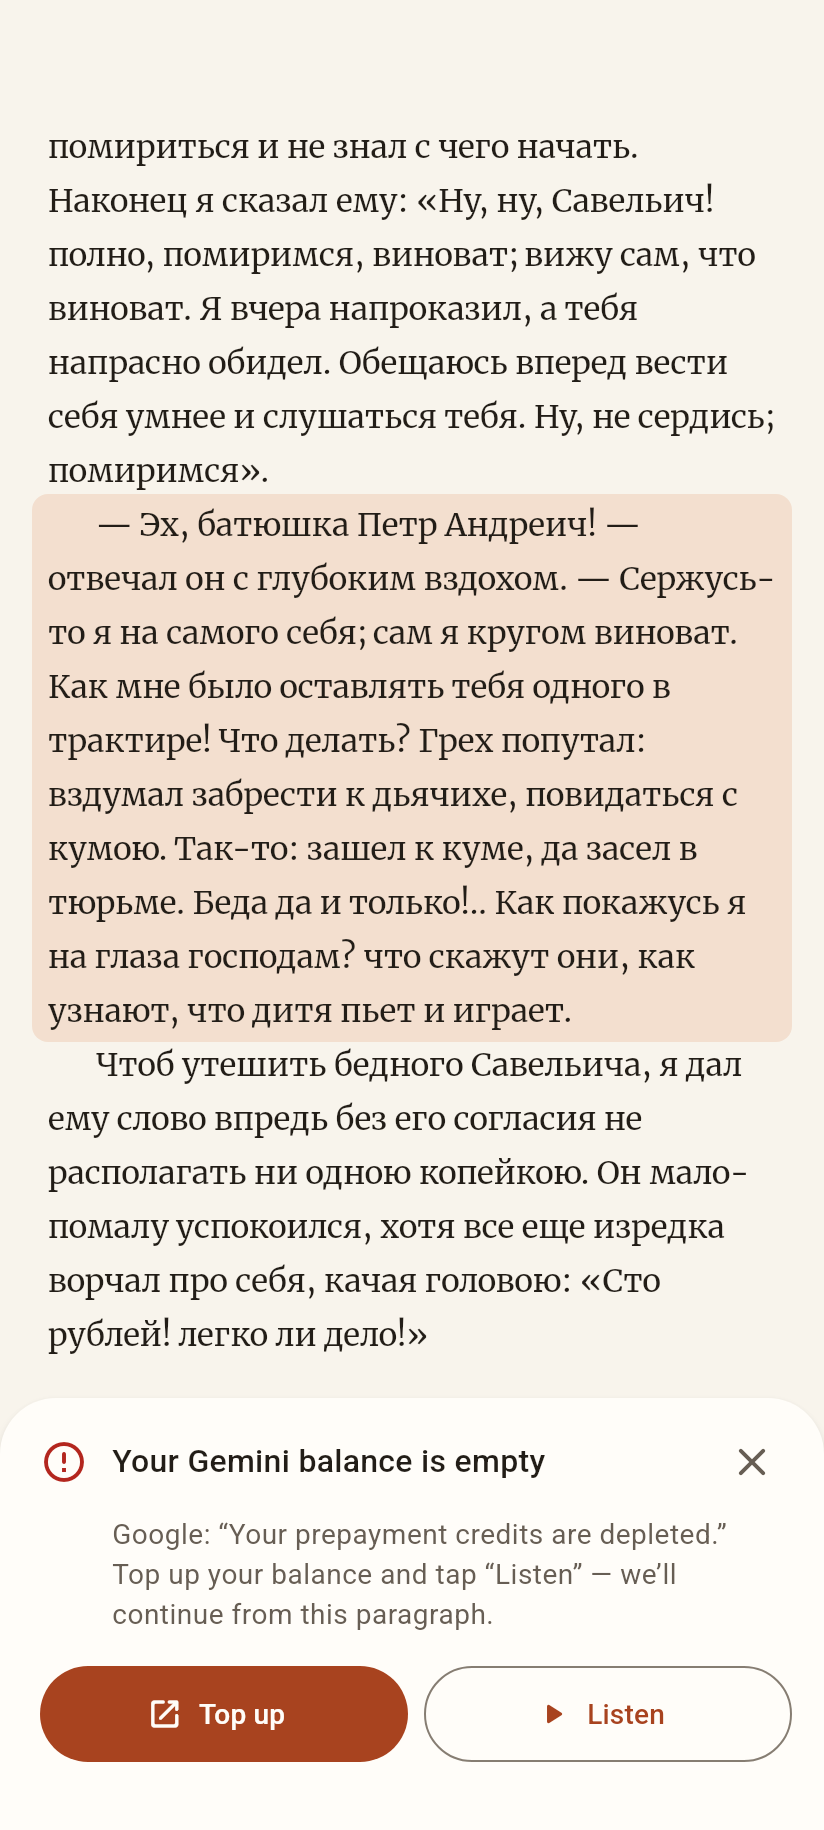 помириться и не знал с чего начать.
Наконец я сказал ему: «Ну, ну, Савельич!
полно, помиримся, виноват; вижу сам, что
виноват. Я вчера напроказил, а тебя
напрасно обидел. Обещаюсь вперед вести
себя умнее и слушаться тебя. Ну, не сердись;
помиримся».
— Эх, батюшка Петр Андреич! —
отвечал он с глубоким вздохом. — Сержусь-
то я на самого себя; сам я кругом виноват.
Как мне было оставлять тебя одного в
трактире! Что делать? Грех попутал:
вздумал забрести к дьячихе, повидаться с
кумою. Так-то: зашел к куме, да засел в
тюрьме. Беда да и только!.. Как покажусь я
на глаза господам? что скажут они, как
узнают, что дитя пьет и играет.
Чтоб утешить бедного Савельича, я дал
ему слово впредь без его согласия не
располагать ни одною копейкою. Он мало-
помалу успокоился, хотя все еще изредка
ворчал про себя, качая головою: «Сто
рублей! легко ли дело!»
Your Gemini balance is empty
Google: “Your prepayment credits are depleted.”
Top up your balance and tap “Listen” — we’ll
continue from this paragraph.
Top up
Listen